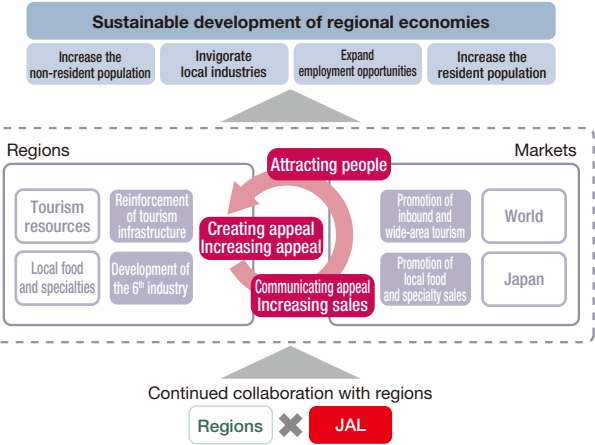 Sustainable development of regional economies
Increase the
non-resident population
Invigorate
local industries
Expand
employment opportunities
Increase the
resident population
Regions
Markets
Attracting people
Tourism
resources
Reinforcement
of tourism
infrastructure
Creating appeal
Increasing appeal
Promotion of
inbound and
wide-area tourism
World
Local food
and specialties
Development of
the 6th industry
Communicating appeal
Increasing sales
Promotion of
local food
and specialty sales
Japan
Continued collaboration with regions
Regions
JAL